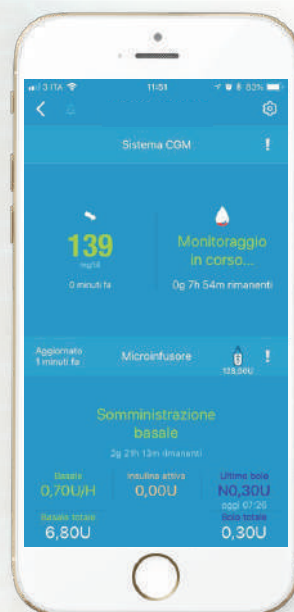 3 ITA 11:51 83%
Sistema CGM !
139
mg/dl
0 minuti fa
Monitoraggio
in corso...
0g 7h 54m rimanenti
Aggiornato
1 minuti fa
Microinfusore !
Somministrazione
basale
2g 21h 13m rimanenti
Basale
0,70U/H
Insulina attiva
0,00U
Ultimo bolo
N0,30U
oggi 07:26
Basale totale
6,80U
Bolo totale
0,30U